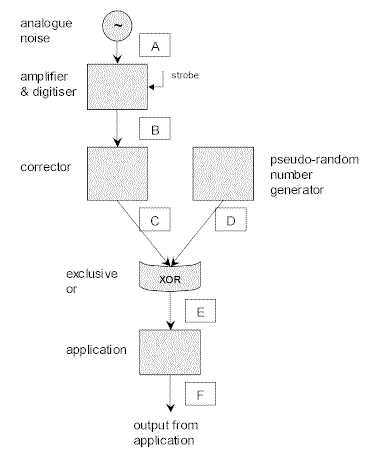 analogue
noise
~
A
amplifier
& digitiser
strobe
B
corrector
pseudo-random
number
generator
C
D
exclusive
or
XOR
E
application
F
output from
application